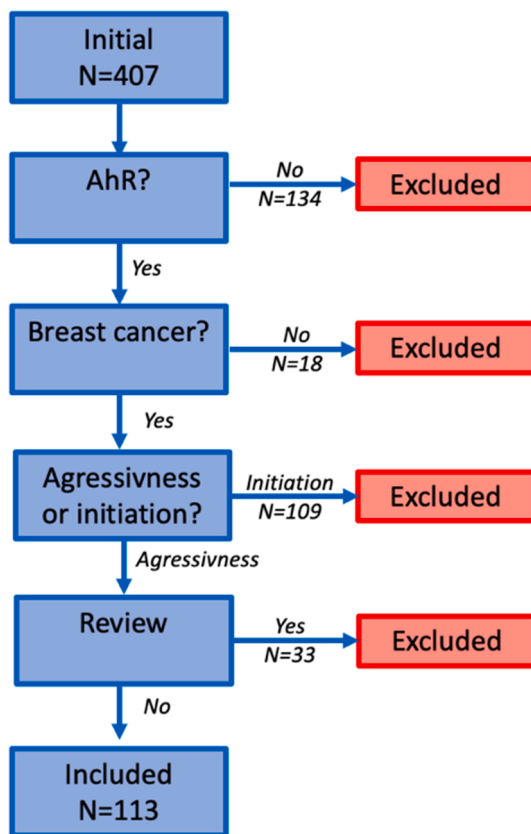 Initial
N=407
AhR?
No
N=134
Excluded
Yes
Breast cancer?
No
N=18
Excluded
Yes
Agressivness
or initiation?
Initiation
N=109
Excluded
Agressivness
Review
Yes
N=33
Excluded
No
Included
N=113